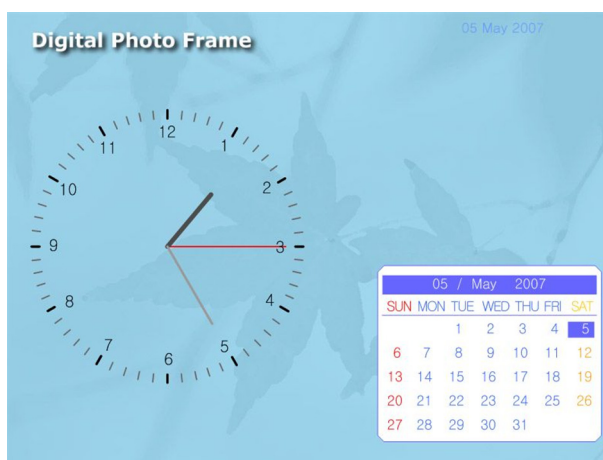 Digital Photo Frame
05 May 2007
12
11
1
10
2
9
3
8
4
7
5
6
05 / May 2007
SUN MON TUE WED THU FRI SAT
1 2 3 4 5
6 7 8 9 10 11 12
13 14 15 16 17 18 19
20 21 22 23 24 25 26
27 28 29 30 31